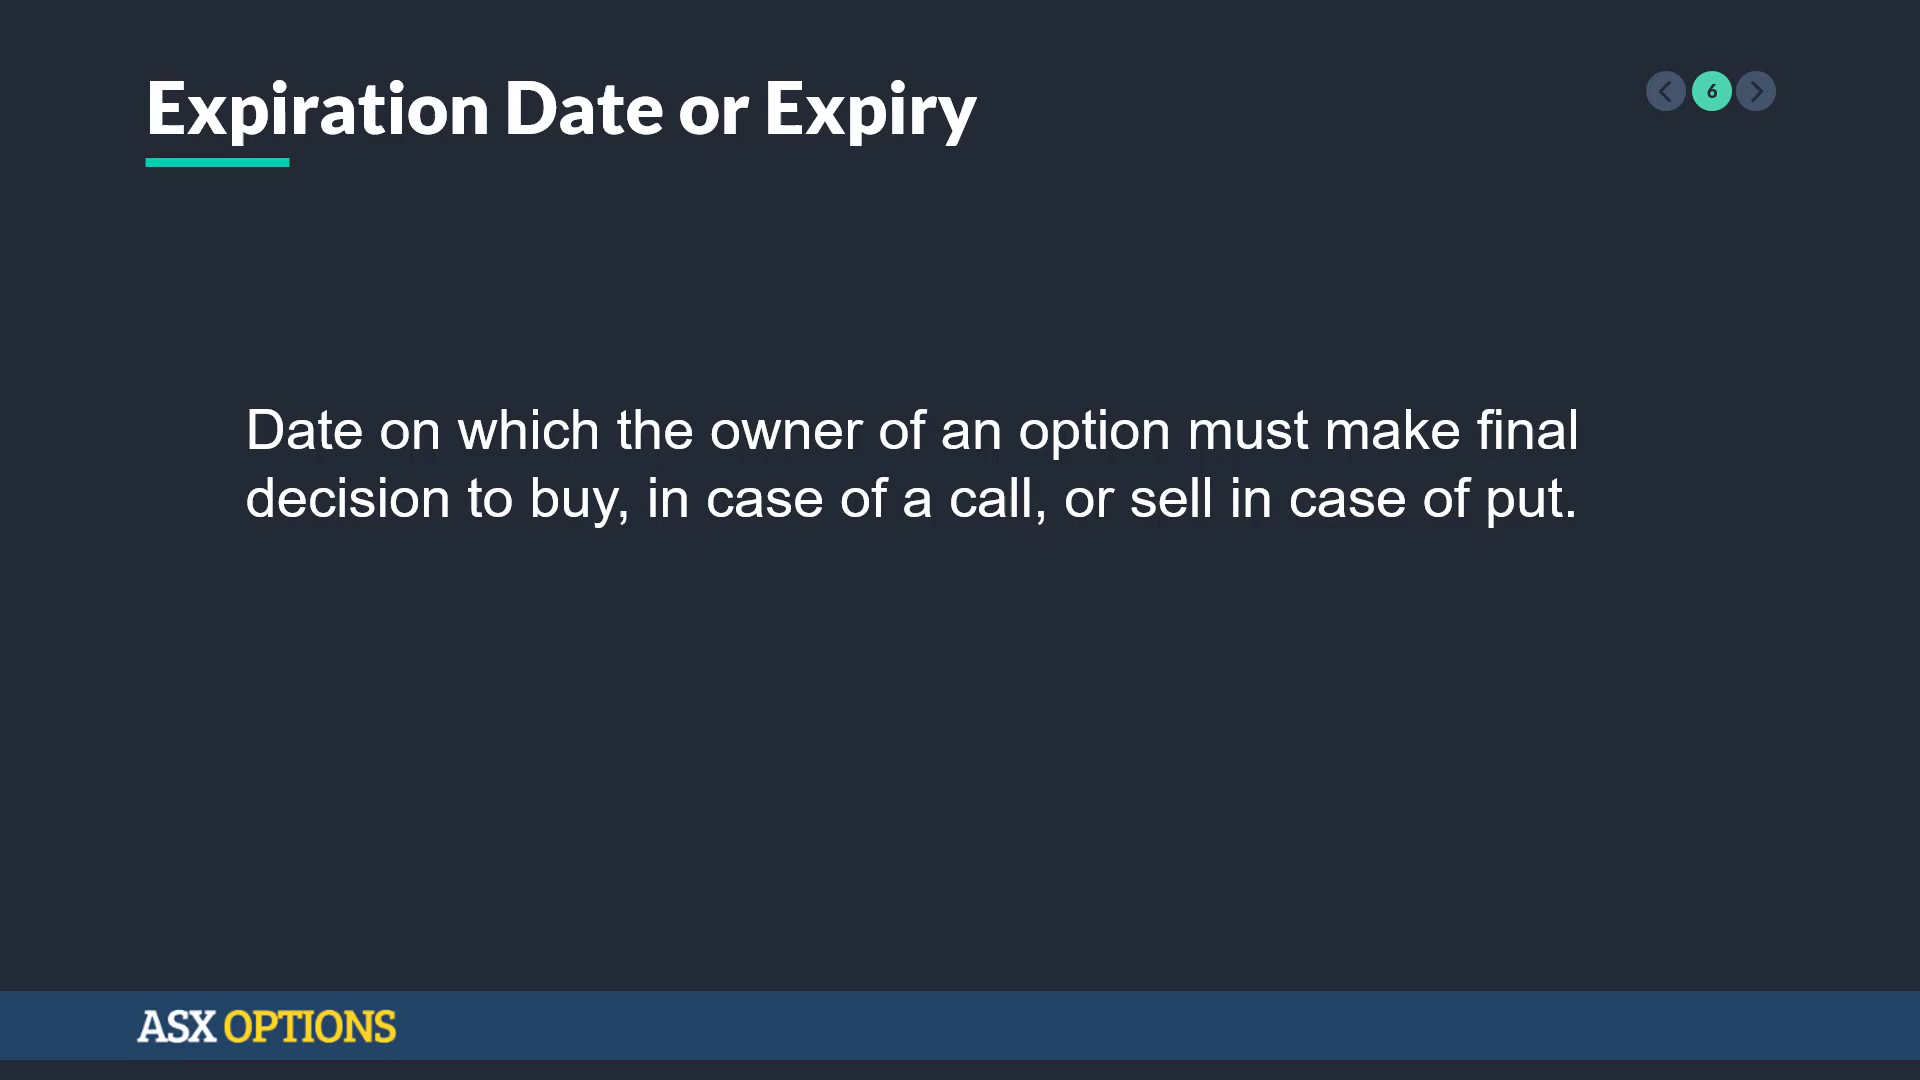 Expiration Date or Expiry
6
Date on which the owner of an option must make final
decision to buy, in case of a call, or sell in case of put.
ASX OPTIONS